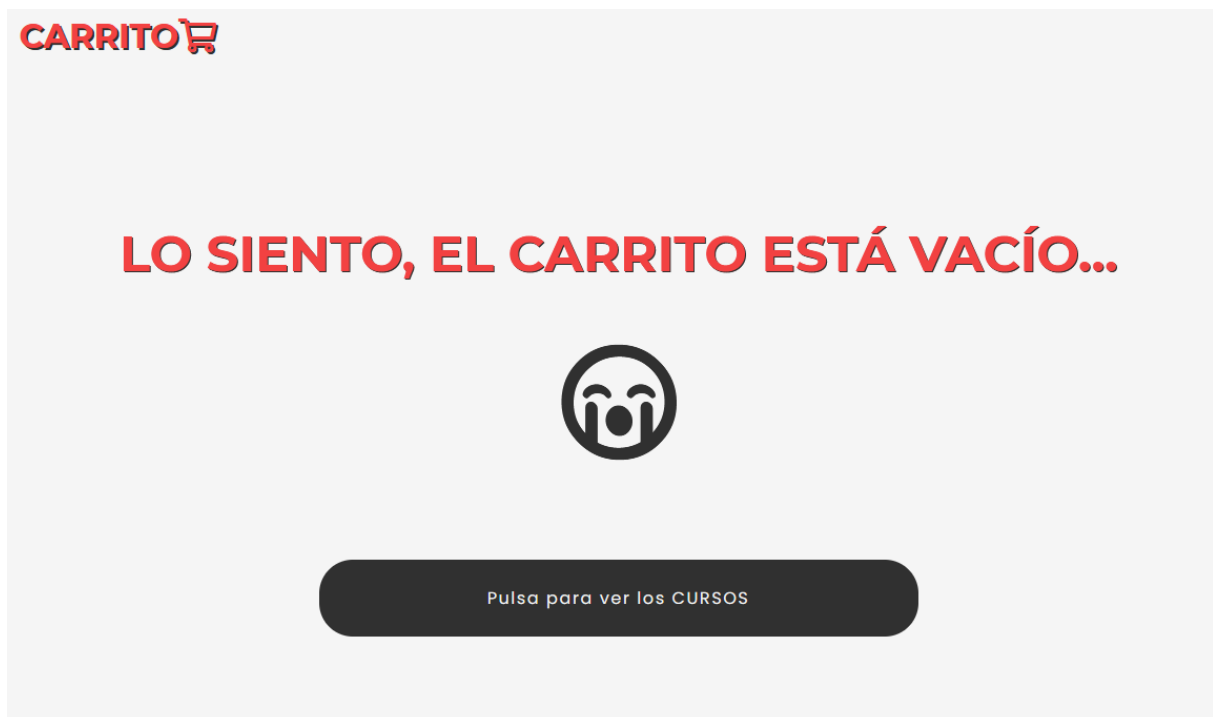 CARRITO
LO SIENTO, EL CARRITO ESTÁ VACÍO...
Pulsa para ver los CURSOS